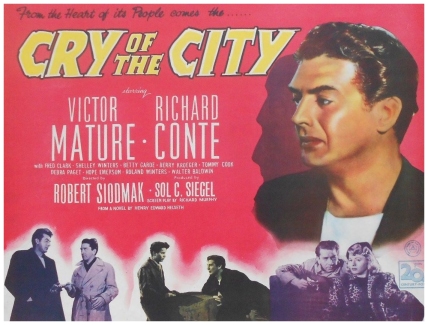 From the Heart of its People comes the ......
CRY OF THE CITY
starring
VICTOR RICHARD
MATURE · CONTE
with FRED CLARK · SHELLEY WINTERS · BETTY GARDE · BERRY KROEGER · TOMMY COOK
DEBRA PAGET · HOPE EMERSON · ROLAND WINTERS · WALTER BALDWIN
Directed by Produced by
ROBERT SIODMAK · SOL C. SIEGEL
SCREEN PLAY BY RICHARD MURPHY
FROM A NOVEL BY HENRY EDWARD HELSETH
20